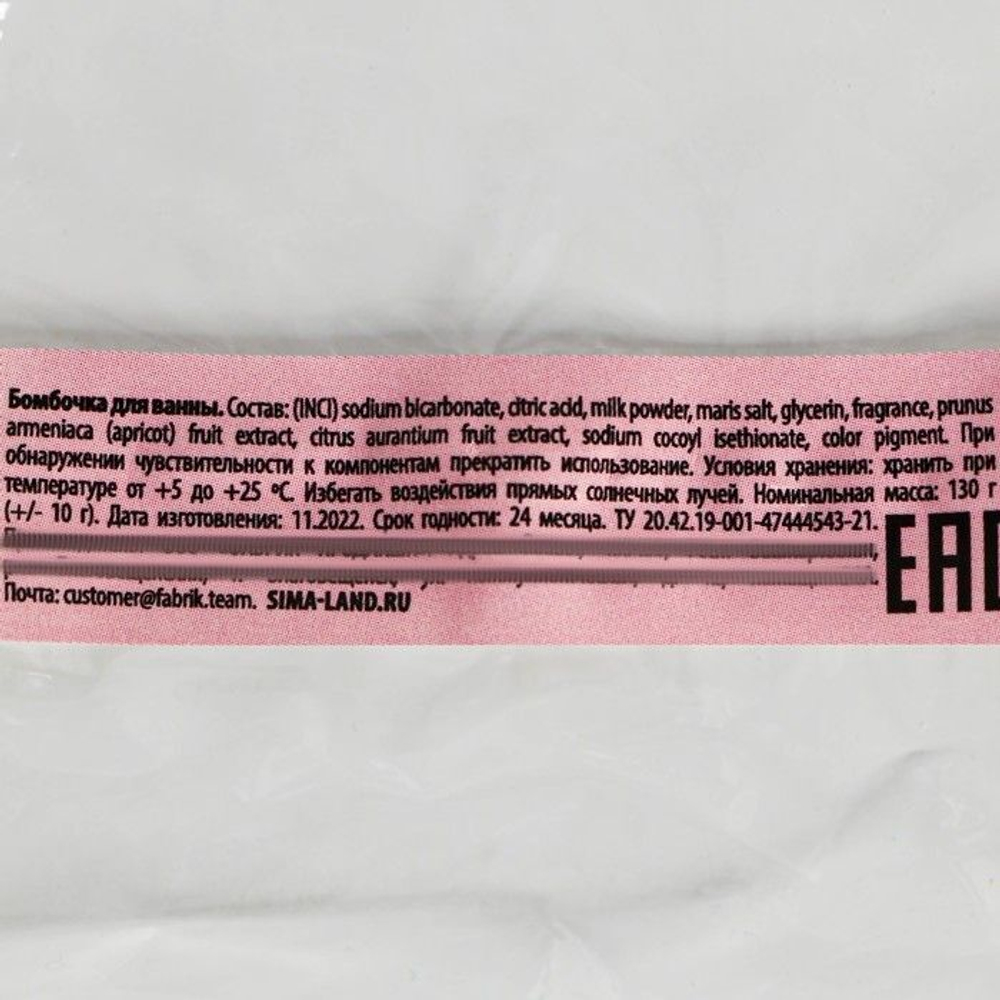 Бомбочка для ванны. Состав: (INCI) sodium bicarbonate, citric acid, milk powder, maris salt, glycerin, fragrance, prunus
armeniaca (apricot) fruit extract, citrus aurantium fruit extract, sodium cocoyl isethionate, color pigment. При
обнаружении чувствительности к компонентам прекратить использование. Условия хранения: хранить при
температуре от +5 до +25 °C. Избегать воздействия прямых солнечных лучей. Номинальная масса: 130 г
(+/- 10 г). Дата изготовления: 11.2022. Срок годности: 24 месяца. ТУ 20.42.19-001-47444543-21.
Почта: customer@fabrik.team. SIMA-LAND.RU
EAC